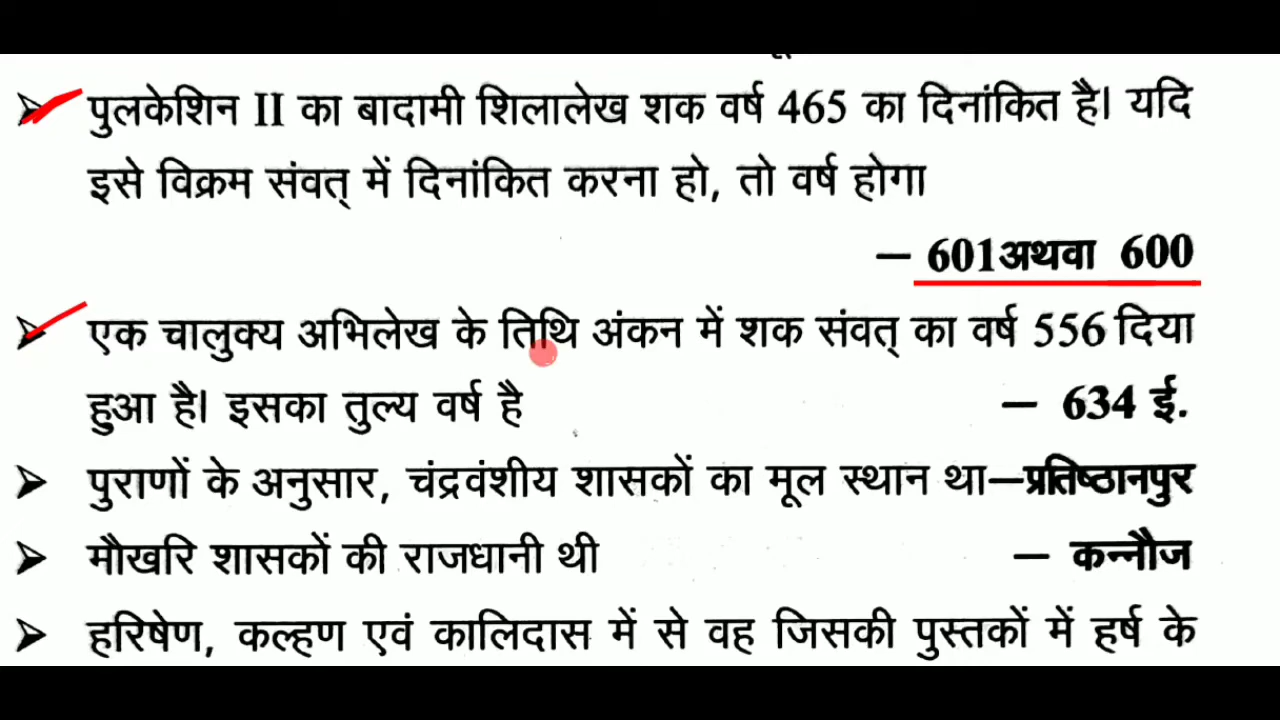 पुलकेशिन II का बादामी शिलालेख शक वर्ष 465 का दिनांकित है। यदि
इसे विक्रम संवत् में दिनांकित करना हो, तो वर्ष होगा
– 601अथवा 600
एक चालुक्य अभिलेख के तिथि अंकन में शक संवत् का वर्ष 556 दिया
हुआ है। इसका तुल्य वर्ष है – 634 ई.
पुराणों के अनुसार, चंद्रवंशीय शासकों का मूल स्थान था–प्रतिष्ठानपुर
मौखरि शासकों की राजधानी थी – कन्नौज
हरिषेण, कल्हण एवं कालिदास में से वह जिसकी पुस्तकों में हर्ष के